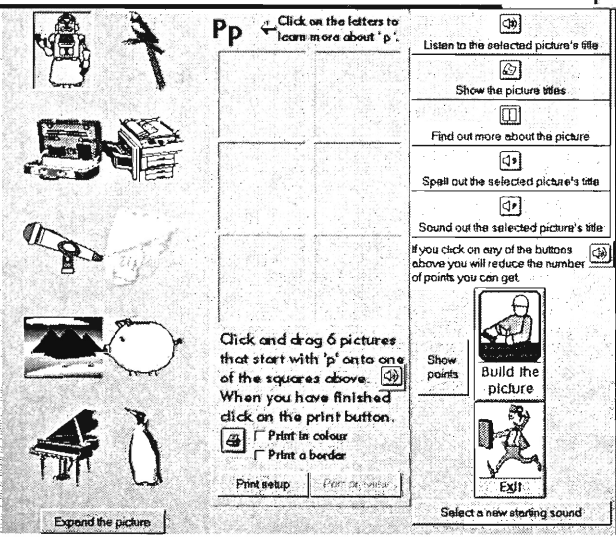 Pp
Click on the letters to
learn more about 'p'.
Click and drag 6 pictures
that start with 'p' onto one
of the squares above.
When you have finished
click on the print button.
Print in colour
Print a border
Print setup
Expand the picture
Listen to the selected picture's title
Show the picture titles
Find out more about the picture
Spell out the selected picture's title
Sound out the selected picture's title
If you click on any of the buttons
above you will reduce the number
of points you can get.
Show
points
Build the
picture
Exit
Select a new starting sound